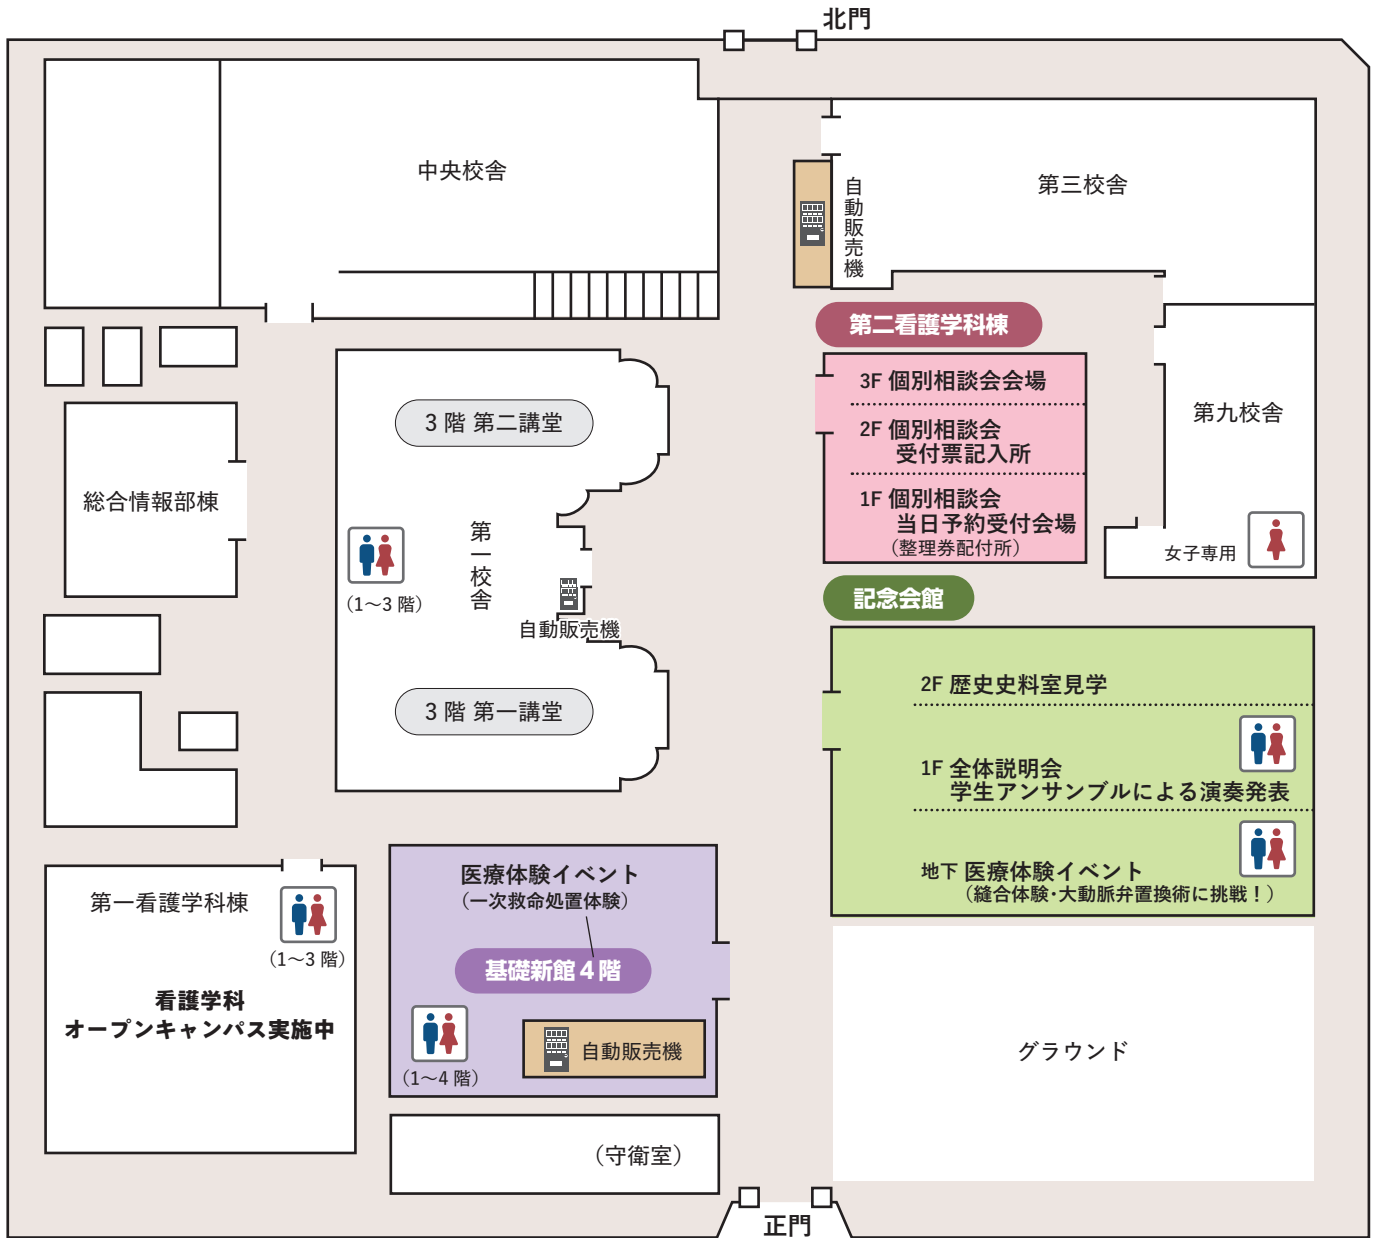 北門
中央校舎
第三校舎
自動販売機
第二看護学科棟
3F 個別相談会会場
2F 個別相談会
受付票記入所
1F 個別相談会
当日予約受付会場
（整理券配付所）
第九校舎
女子専用
3 階 第二講堂
総合情報部棟
第一校舎
（1～3 階）
自動販売機
3 階 第一講堂
記念会館
2F 歴史史料室見学
1F 全体説明会
学生アンサンブルによる演奏発表
地下 医療体験イベント
（縫合体験・大動脈弁置換術に挑戦！）
第一看護学科棟
（1～3 階）
看護学科
オープンキャンパス実施中
医療体験イベント
（一次救命処置体験）
基礎新館４階
（1～4 階）
自動販売機
グラウンド
（守衛室）
正門